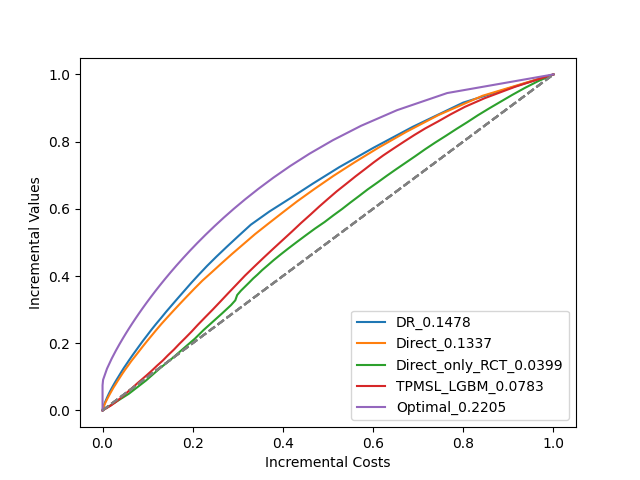 1.0
0.8
0.6
0.4
0.2
0.0
Incremental Values
DR_0.1478
Direct_0.1337
Direct_only_RCT_0.0399
TPMSL_LGBM_0.0783
Optimal_0.2205
0.0 0.2 0.4 0.6 0.8 1.0
Incremental Costs